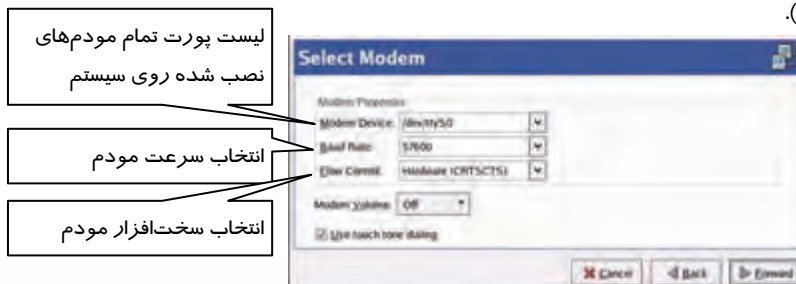 ).
لیست پورت تمام مودم‌های
نصب شده روی سیستم
انتخاب سرعت مودم
انتخاب سخت‌افزار مودم
Select Modem
Modem Properties
Modem Device: /dev/ttyS0
Baud Rate: 57600
Flow Control: Hardware (CRTSCTS)
Modem Volume: Off
Use touch tone dialing
Cancel Back Forward